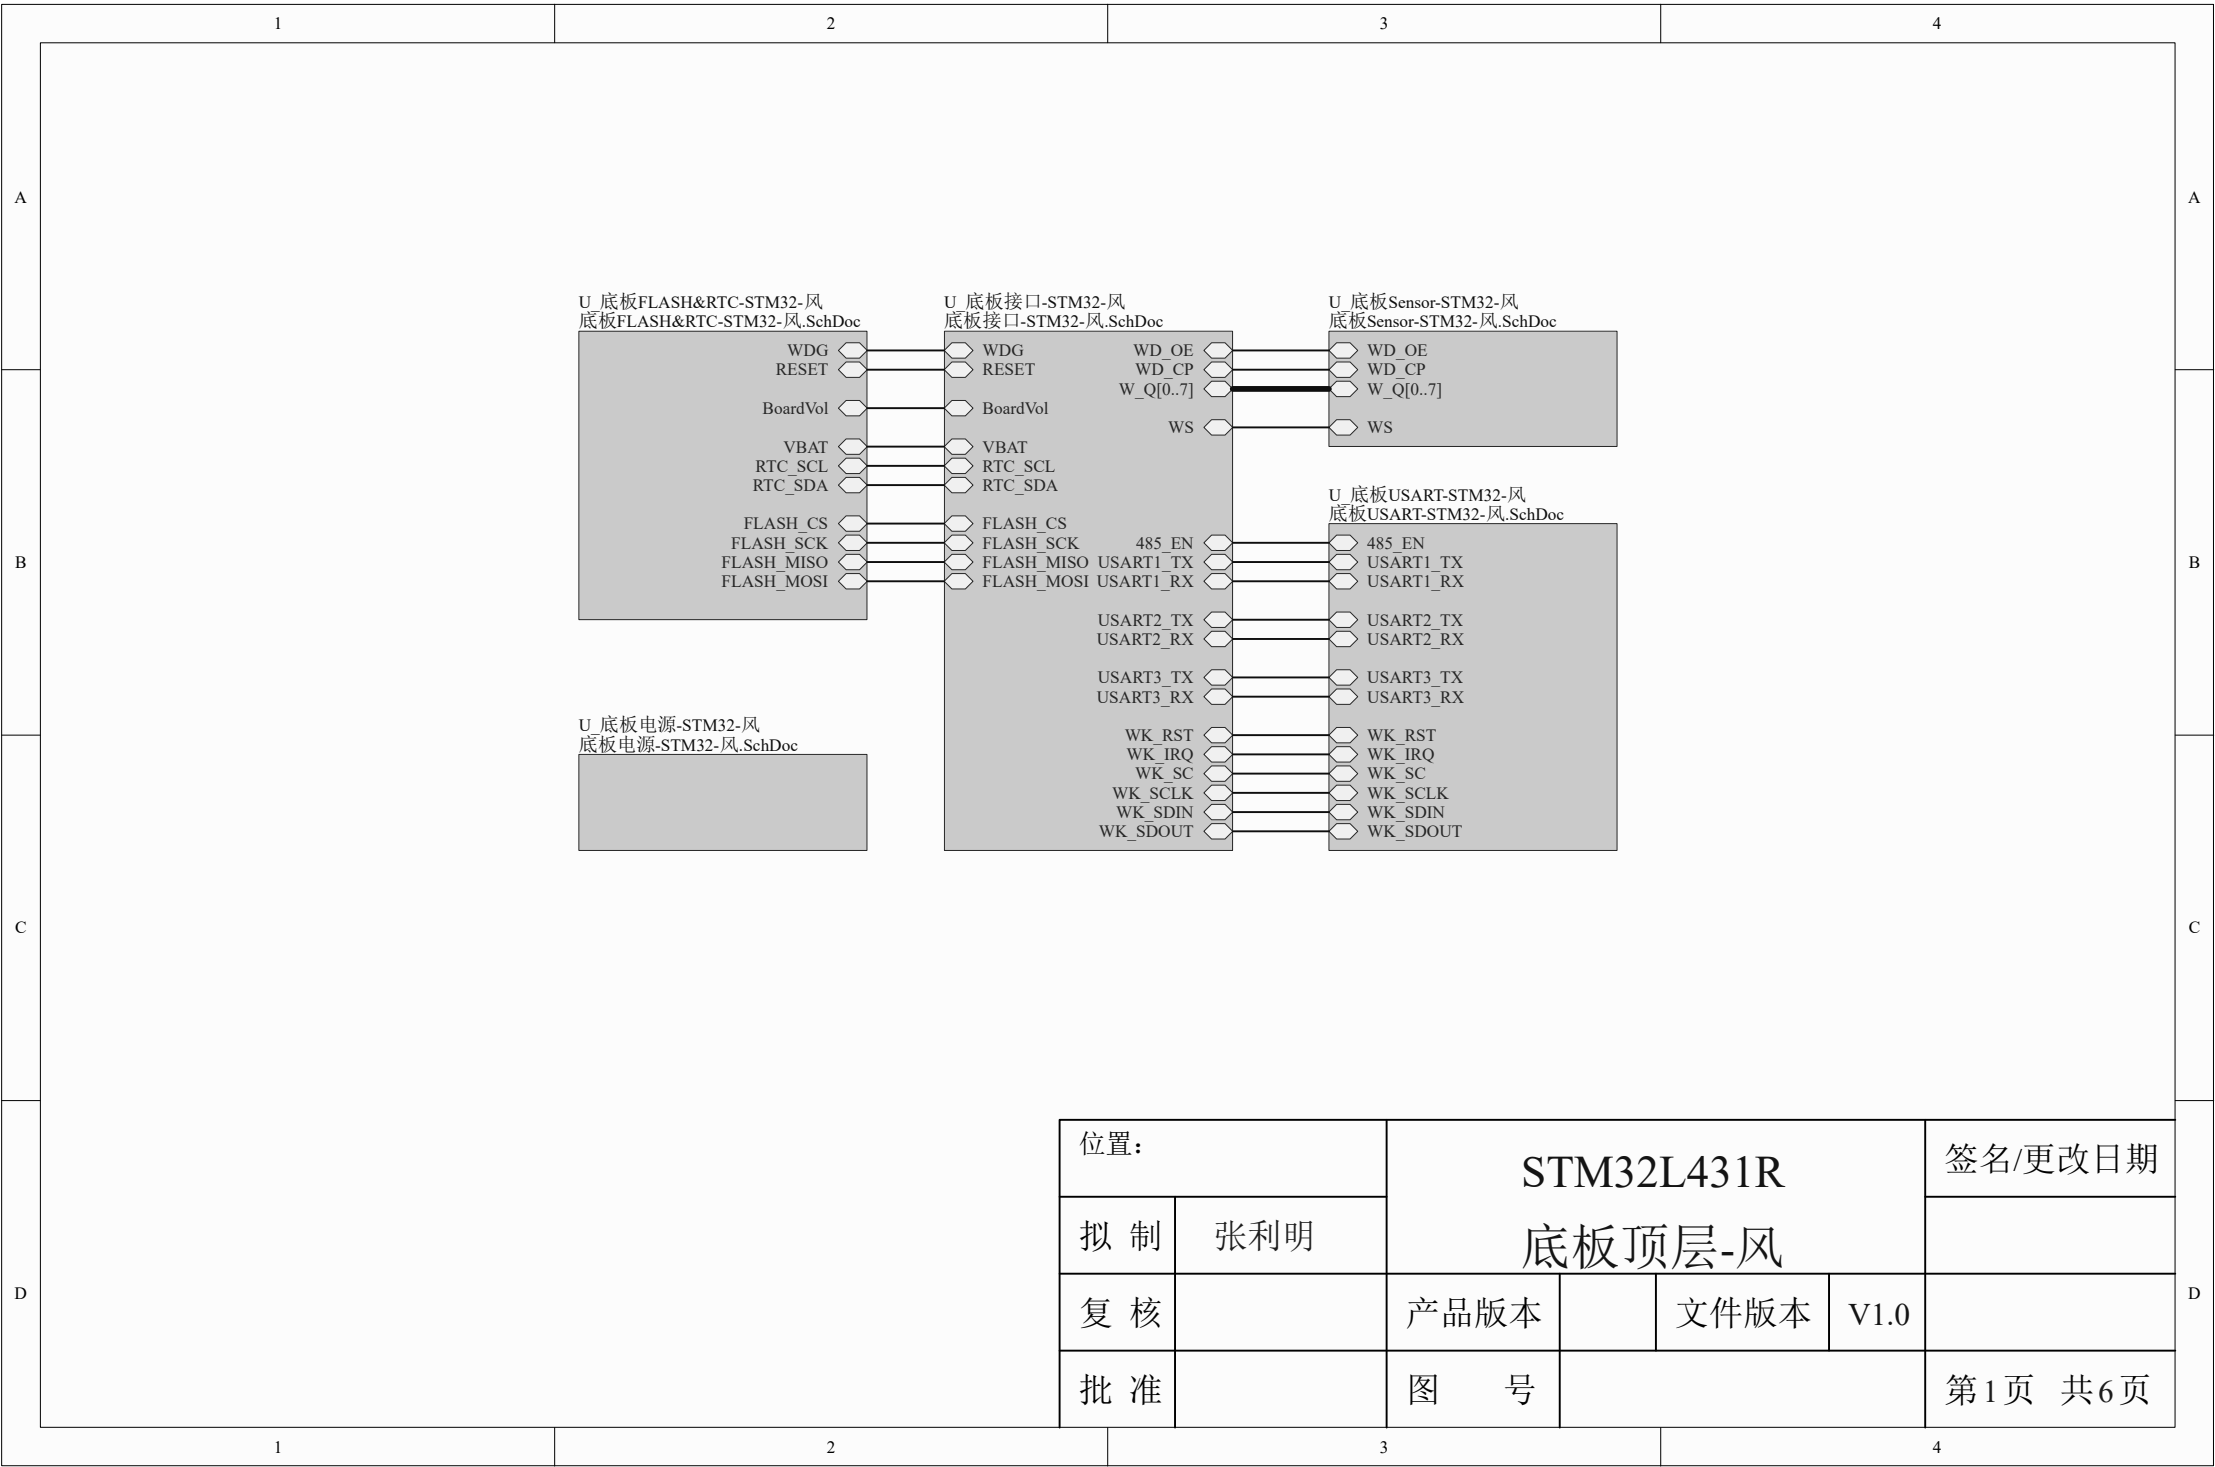 1 2 3 4
A A
B B
C C
D D
U_底板FLASH&RTC-STM32-风
底板FLASH&RTC-STM32-风.SchDoc
WDG
RESET
BoardVol
VBAT
RTC_SCL
RTC_SDA
FLASH_CS
FLASH_SCK
FLASH_MISO
FLASH_MOSI
U_底板电源-STM32-风
底板电源-STM32-风.SchDoc
U_底板接口-STM32-风
底板接口-STM32-风.SchDoc
WDG
RESET
BoardVol
VBAT
RTC_SCL
RTC_SDA
FLASH_CS
FLASH_SCK
FLASH_MISO
FLASH_MOSI
WD_OE
WD_CP
W_Q[0..7]
WS
485_EN
USART1_TX
USART1_RX
USART2_TX
USART2_RX
USART3_TX
USART3_RX
WK_RST
WK_IRQ
WK_SC
WK_SCLK
WK_SDIN
WK_SDOUT
U_底板Sensor-STM32-风
底板Sensor-STM32-风.SchDoc
WD_OE
WD_CP
W_Q[0..7]
WS
U_底板USART-STM32-风
底板USART-STM32-风.SchDoc
485_EN
USART1_TX
USART1_RX
USART2_TX
USART2_RX
USART3_TX
USART3_RX
WK_RST
WK_IRQ
WK_SC
WK_SCLK
WK_SDIN
WK_SDOUT
位置：
STM32L431R
底板顶层-风
签名/更改日期
拟 制 张利明
复 核 产品版本 文件版本 V1.0
批 准 图 号 第1页 共6页
1 2 3 4